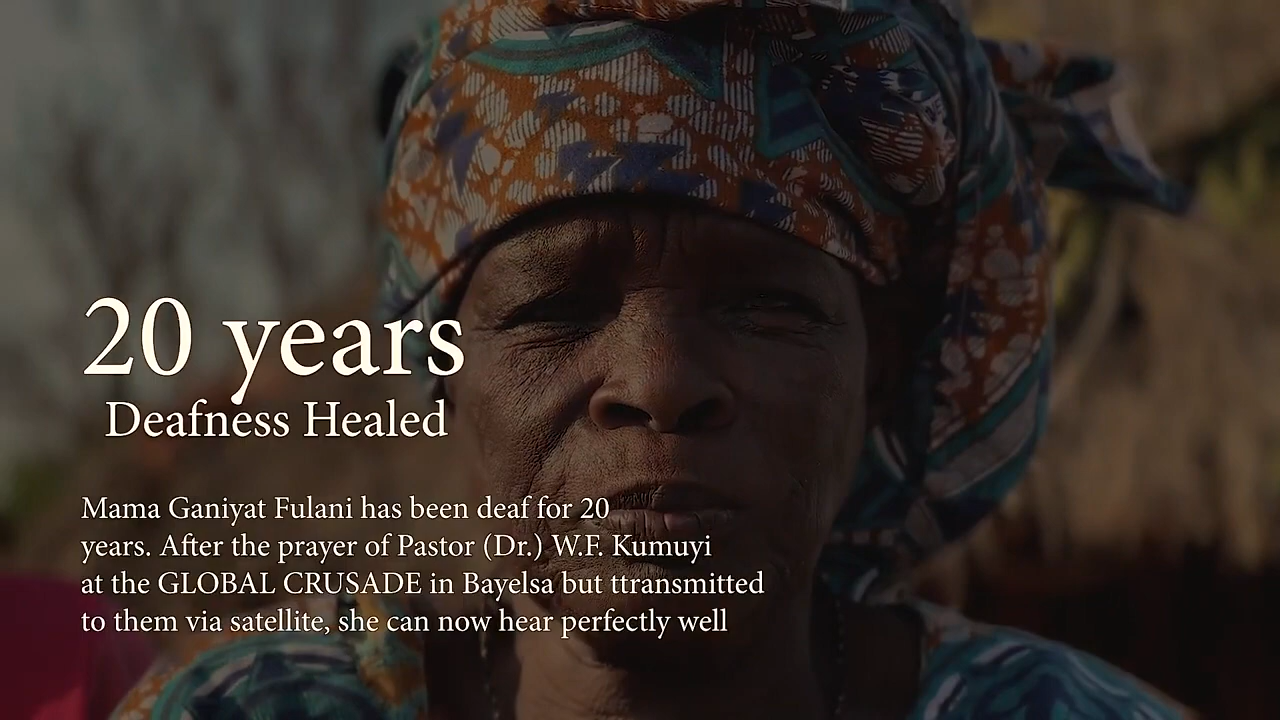 20 years
Deafness Healed
Mama Ganiyat Fulani has been deaf for 20
years. After the prayer of Pastor (Dr.) W.F. Kumuyi
at the GLOBAL CRUSADE in Bayelsa but ttransmitted
to them via satellite, she can now hear perfectly well